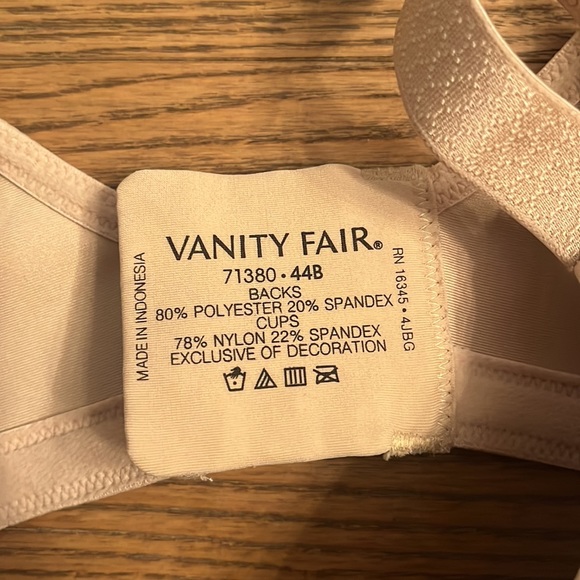 VANITY FAIR®
71380 • 44B
BACKS
80% POLYESTER 20% SPANDEX
CUPS
78% NYLON 22% SPANDEX
EXCLUSIVE OF DECORATION
MADE IN INDONESIA
RN 16345 • 4JBG